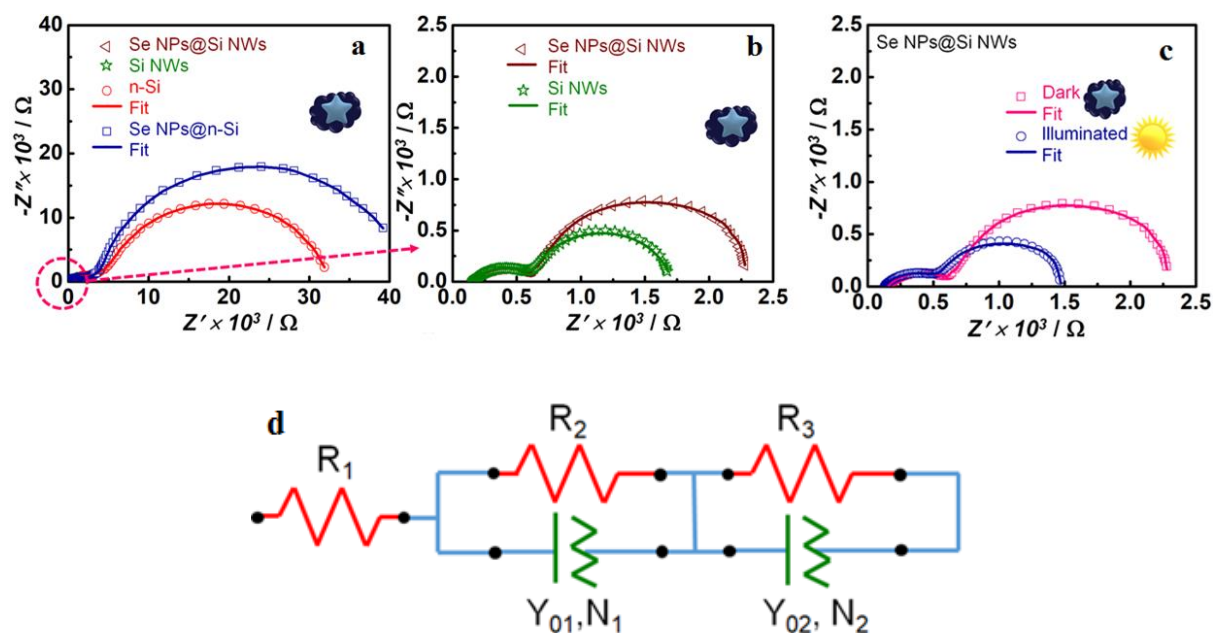 a
Se NPs@Si NWs
Si NWs
n-Si
Fit
Se NPs@n-Si
Fit
-Z″× 10³ / Ω
40
30
20
10
0
0 10 20 30 40
Z′ × 10³ / Ω
b
Se NPs@Si NWs
Fit
Si NWs
Fit
-Z″× 10³ / Ω
2.5
2.0
1.5
1.0
0.5
0.0
0.0 0.5 1.0 1.5 2.0 2.5
Z′ × 10³ / Ω
Se NPs@Si NWs
c
Dark
Fit
Illuminated
Fit
-Z″× 10³ / Ω
2.5
2.0
1.5
1.0
0.5
0.0
0.0 0.5 1.0 1.5 2.0 2.5
Z′ × 10³ / Ω
d
R₁
R₂
R₃
Y₀₁,N₁
Y₀₂, N₂